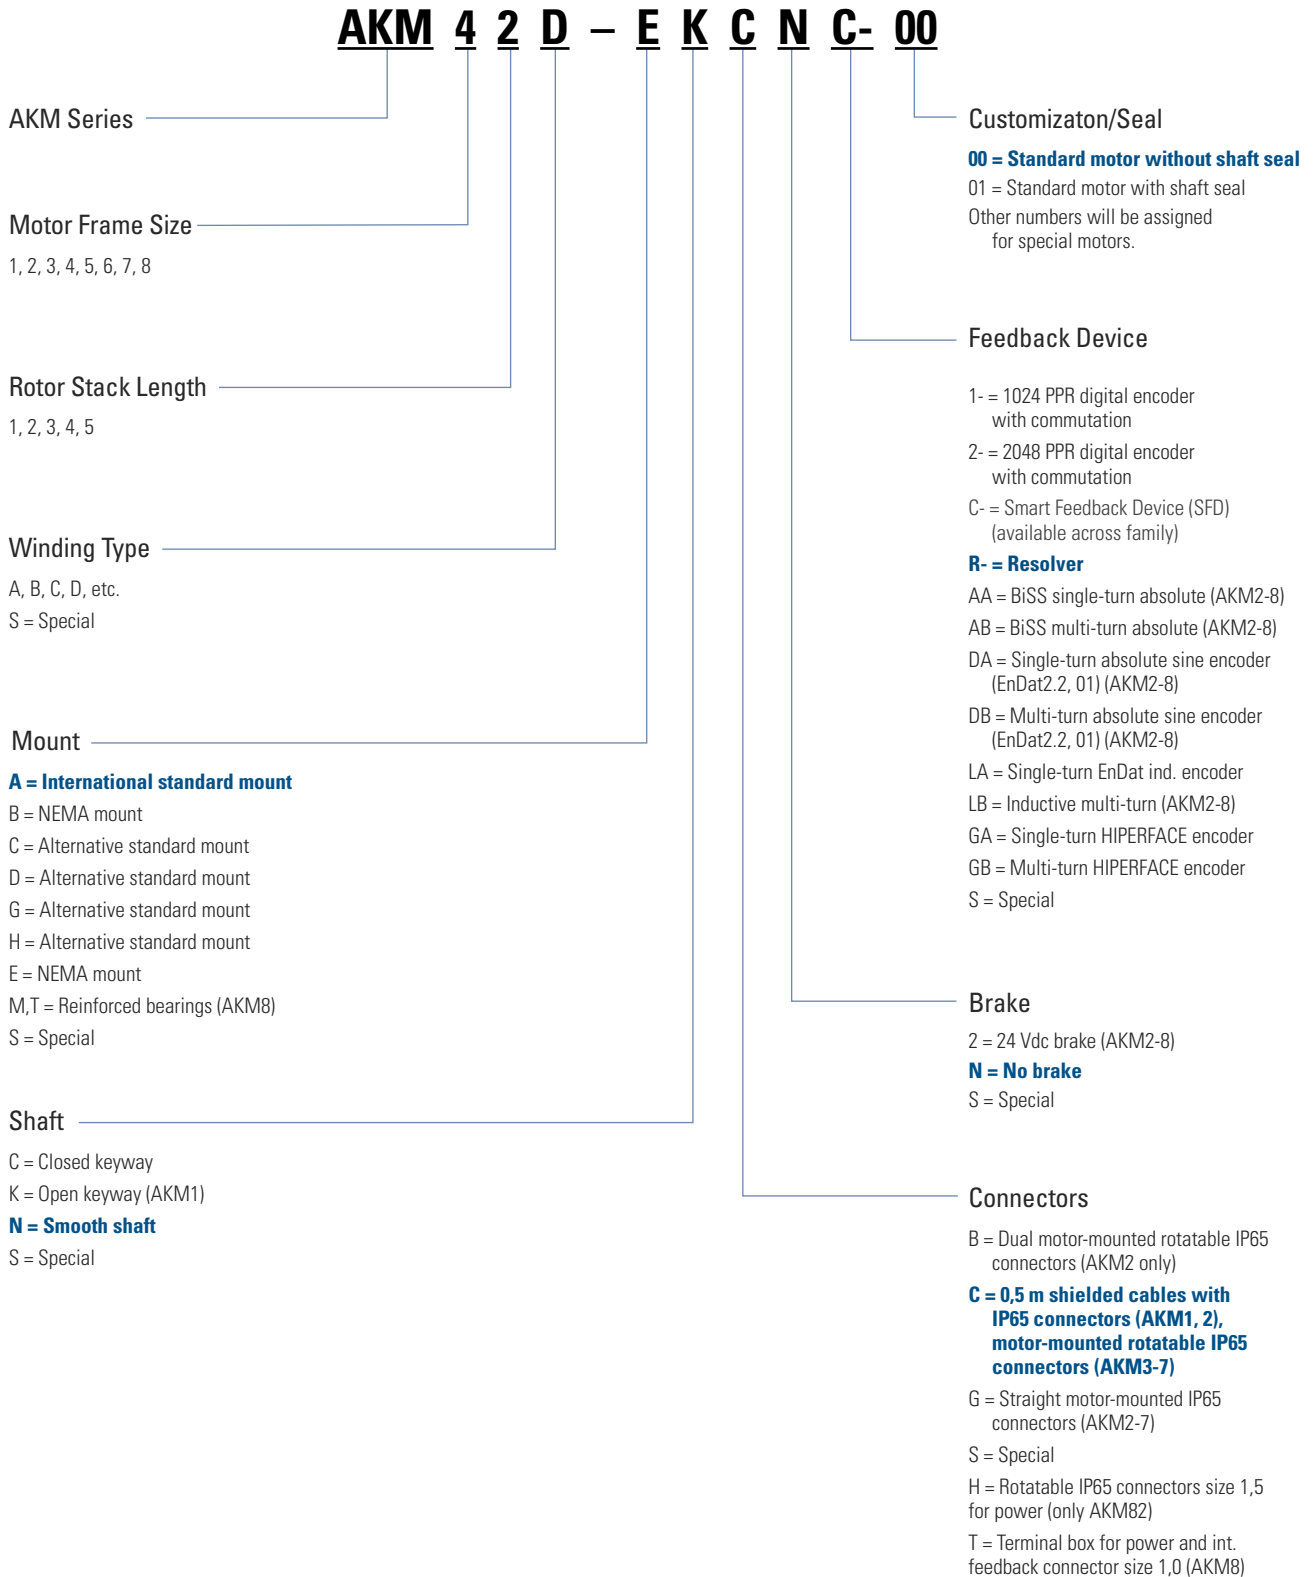 AKM 4 2 D – E K C N C- 00
AKM Series
Motor Frame Size
1, 2, 3, 4, 5, 6, 7, 8
Rotor Stack Length
1, 2, 3, 4, 5
Winding Type
A, B, C, D, etc.
S = Special
Mount
A = International standard mount
B = NEMA mount
C = Alternative standard mount
D = Alternative standard mount
G = Alternative standard mount
H = Alternative standard mount
E = NEMA mount
M,T = Reinforced bearings (AKM8)
S = Special
Shaft
C = Closed keyway
K = Open keyway (AKM1)
N = Smooth shaft
S = Special
Customizaton/Seal
00 = Standard motor without shaft seal
01 = Standard motor with shaft seal
Other numbers will be assigned
for special motors.
Feedback Device
1- = 1024 PPR digital encoder
with commutation
2- = 2048 PPR digital encoder
with commutation
C- = Smart Feedback Device (SFD)
(available across family)
R- = Resolver
AA = BiSS single-turn absolute (AKM2-8)
AB = BiSS multi-turn absolute (AKM2-8)
DA = Single-turn absolute sine encoder
(EnDat2.2, 01) (AKM2-8)
DB = Multi-turn absolute sine encoder
(EnDat2.2, 01) (AKM2-8)
LA = Single-turn EnDat ind. encoder
LB = Inductive multi-turn (AKM2-8)
GA = Single-turn HIPERFACE encoder
GB = Multi-turn HIPERFACE encoder
S = Special
Brake
2 = 24 Vdc brake (AKM2-8)
N = No brake
S = Special
Connectors
B = Dual motor-mounted rotatable IP65
connectors (AKM2 only)
C = 0,5 m shielded cables with
IP65 connectors (AKM1, 2),
motor-mounted rotatable IP65
connectors (AKM3-7)
G = Straight motor-mounted IP65
connectors (AKM2-7)
S = Special
H = Rotatable IP65 connectors size 1,5
for power (only AKM82)
T = Terminal box for power and int.
feedback connector size 1,0 (AKM8)